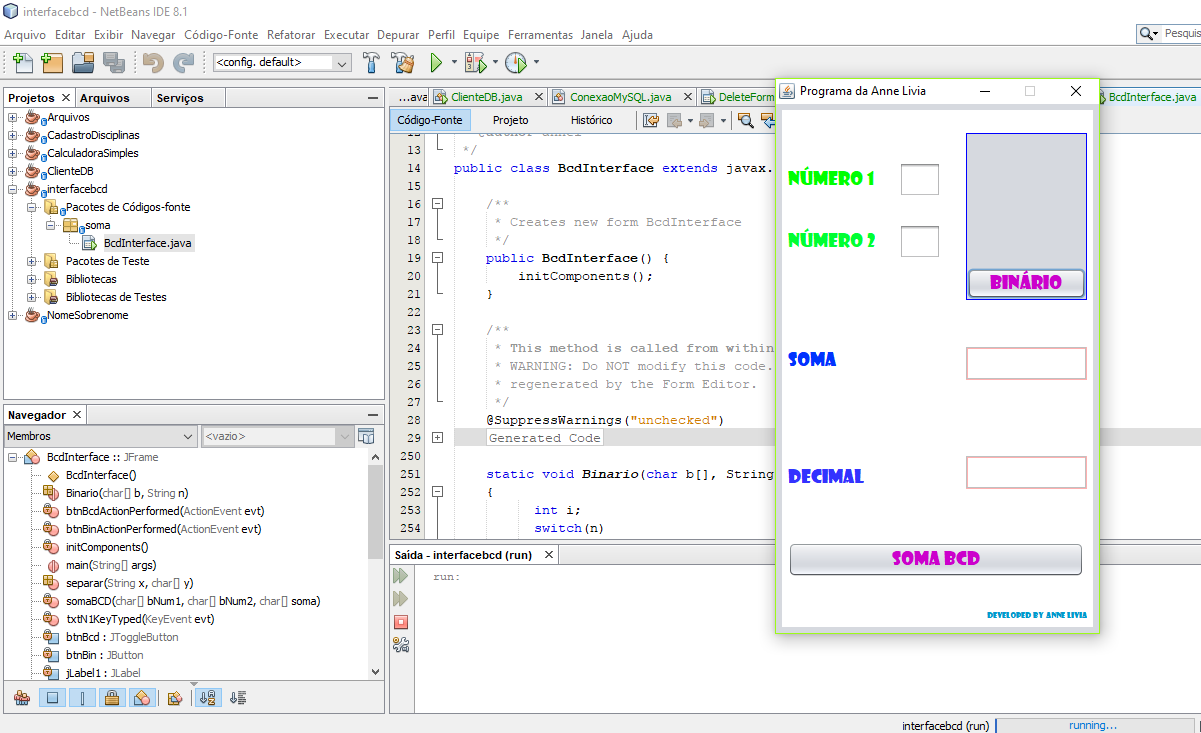 interfacebcd - NetBeans IDE 8.1
Arquivo Editar Exibir Navegar Código-Fonte Refatorar Executar Depurar Perfil Equipe Ferramentas Janela Ajuda
Pesquis
<config. default>
Projetos Arquivos Serviços
Arquivos
CadastroDisciplinas
CalculadoraSimples
ClienteDB
interfacebcd
Pacotes de Códigos-fonte
soma
BcdInterface.java
Pacotes de Teste
Bibliotecas
Bibliotecas de Testes
NomeSobrenome
Navegador
Membros <vazio>
BcdInterface :: JFrame
BcdInterface()
Binario(char[] b, String n)
btnBcdActionPerformed(ActionEvent evt)
btnBinActionPerformed(ActionEvent evt)
initComponents()
main(String[] args)
separar(String x, char[] y)
somaBCD(char[] bNum1, char[] bNum2, char[] soma)
txtN1KeyTyped(KeyEvent evt)
btnBcd : JToggleButton
btnBin : JButton
jLabel1 : JLabel
...ava ClienteDB.java ConexaoMySQL.java DeleteForm BcdInterface.java
Código-Fonte Projeto Histórico
13 */
14 public class BcdInterface extends javax.
15
16 /**
17 * Creates new form BcdInterface
18 */
19 public BcdInterface() {
20 initComponents();
21 }
22
23 /**
24 * This method is called from within
25 * WARNING: Do NOT modify this code.
26 * regenerated by the Form Editor.
27 */
28 @SuppressWarnings("unchecked")
29 Generated Code
250
251 static void Binario(char b[], String
252 {
253 int i;
254 switch(n)
Saída - interfacebcd (run)
run:
Programa da Anne Livia
NÚMERO 1
NÚMERO 2
BINÁRIO
SOMA
DECIMAL
SOMA BCD
DEVELOPED BY ANNE LIVIA
interfacebcd (run) running...